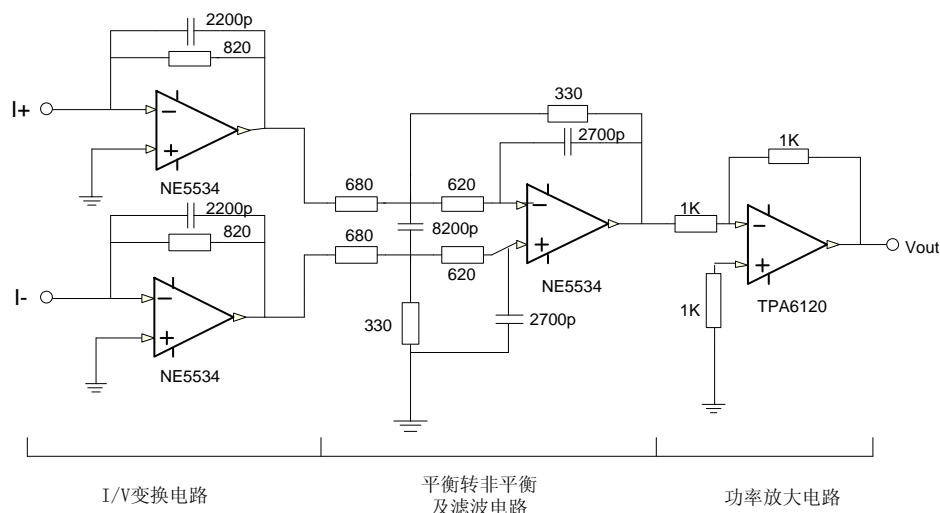 2200p
820
I+
−
+
NE5534
2200p
820
I-
−
+
NE5534
330
2700p
680
620
−
8200p
+
680
620
NE5534
330
2700p
1K
1K
−
+
Vout
1K
TPA6120
I/V变换电路
平衡转非平衡
及滤波电路
功率放大电路